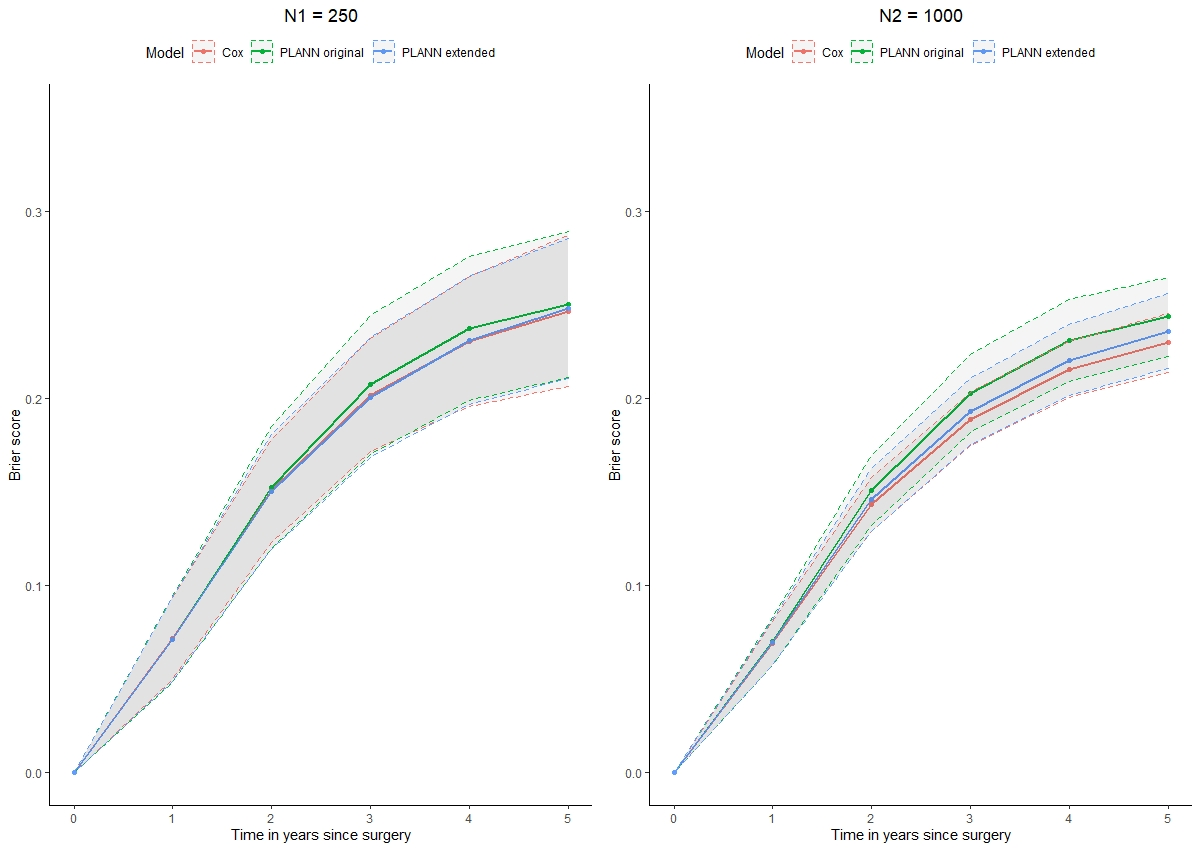 N1 = 250
Model Cox PLANN original PLANN extended
0.3
0.2
0.1
0.0
Brier score
0 1 2 3 4 5
Time in years since surgery
N2 = 1000
Model Cox PLANN original PLANN extended
0.3
0.2
0.1
0.0
Brier score
0 1 2 3 4 5
Time in years since surgery